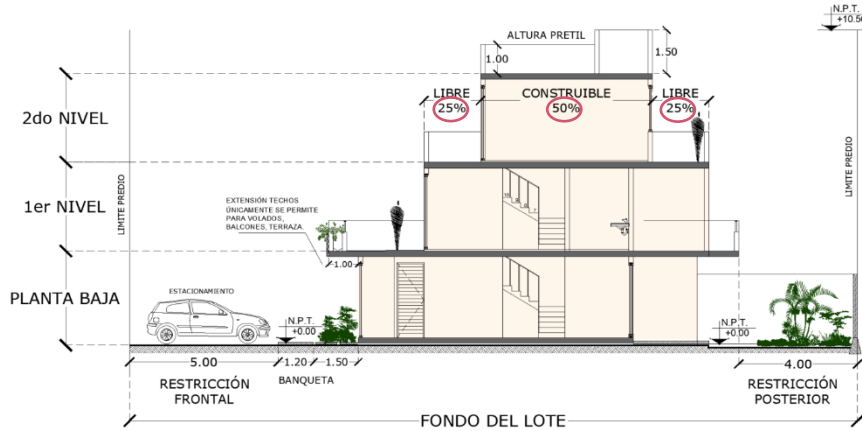 N.P.T.
+10.50
ALTURA PRETIL
1.00
1.50
LIBRE
25%
CONSTRUIBLE
50%
LIBRE
25%
2do NIVEL
LIMITE PREDIO
LIMITE PREDIO
1er NIVEL
EXTENSIÓN TECHOS
ÚNICAMENTE SE PERMITE
PARA VOLADOS,
BALCONES, TERRAZA.
1.00
PLANTA BAJA
ESTACIONAMIENTO
N.P.T.
+0.00
N.P.T.
+0.00
5.00
1.20
1.50
4.00
RESTRICCIÓN
FRONTAL
BANQUETA
RESTRICCIÓN
POSTERIOR
FONDO DEL LOTE